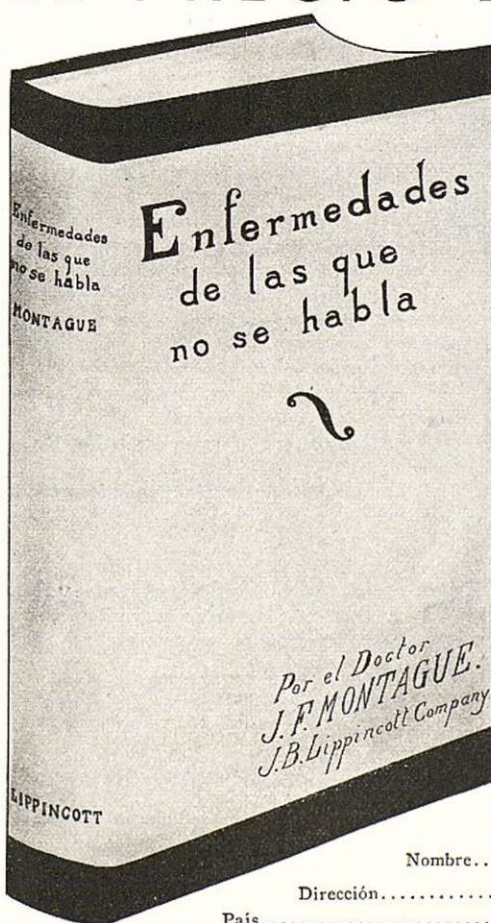 Enfermedades
de las que
no se habla
MONTAGUE
LIPPINCOTT
Enfermedades
de las que
no se habla
Por el Doctor
J. F. MONTAGUE.
J. B. Lippincott Company
Nombre..
Dirección............
País..........................